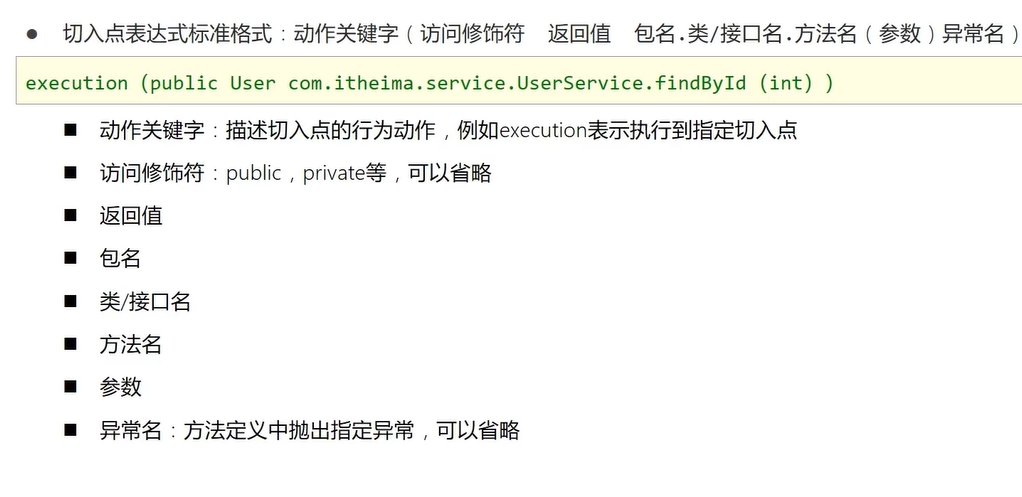 ● 切入点表达式标准格式：动作关键字（访问修饰符 返回值 包名.类/接口名.方法名（参数）异常名）
execution (public User com.itheima.service.UserService.findById (int) )
■ 动作关键字：描述切入点的行为动作，例如execution表示执行到指定切入点
■ 访问修饰符：public，private等，可以省略
■ 返回值
■ 包名
■ 类/接口名
■ 方法名
■ 参数
■ 异常名：方法定义中抛出指定异常，可以省略